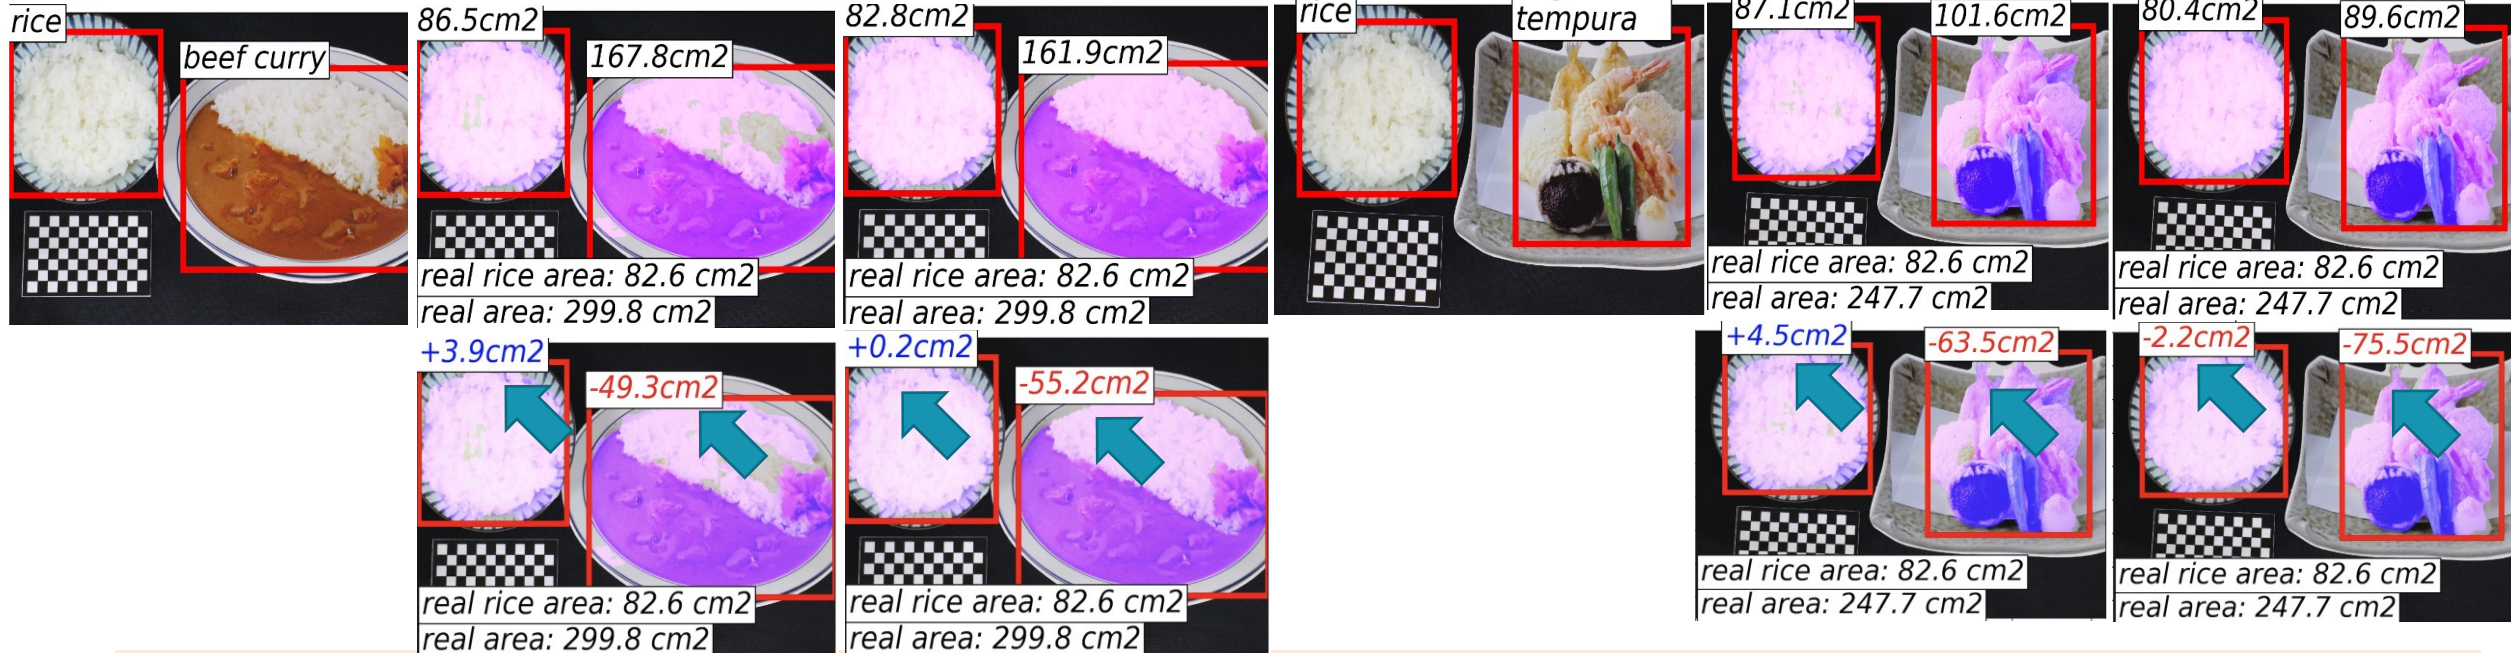 rice
beef curry
86.5cm2
167.8cm2
real rice area: 82.6 cm2
real area: 299.8 cm2
82.8cm2
161.9cm2
real rice area: 82.6 cm2
real area: 299.8 cm2
rice
tempura
87.1cm2
101.6cm2
real rice area: 82.6 cm2
real area: 247.7 cm2
80.4cm2
89.6cm2
real rice area: 82.6 cm2
real area: 247.7 cm2
+3.9cm2
-49.3cm2
real rice area: 82.6 cm2
real area: 299.8 cm2
+0.2cm2
-55.2cm2
real rice area: 82.6 cm2
real area: 299.8 cm2
+4.5cm2
-63.5cm2
real rice area: 82.6 cm2
real area: 247.7 cm2
-2.2cm2
-75.5cm2
real rice area: 82.6 cm2
real area: 247.7 cm2